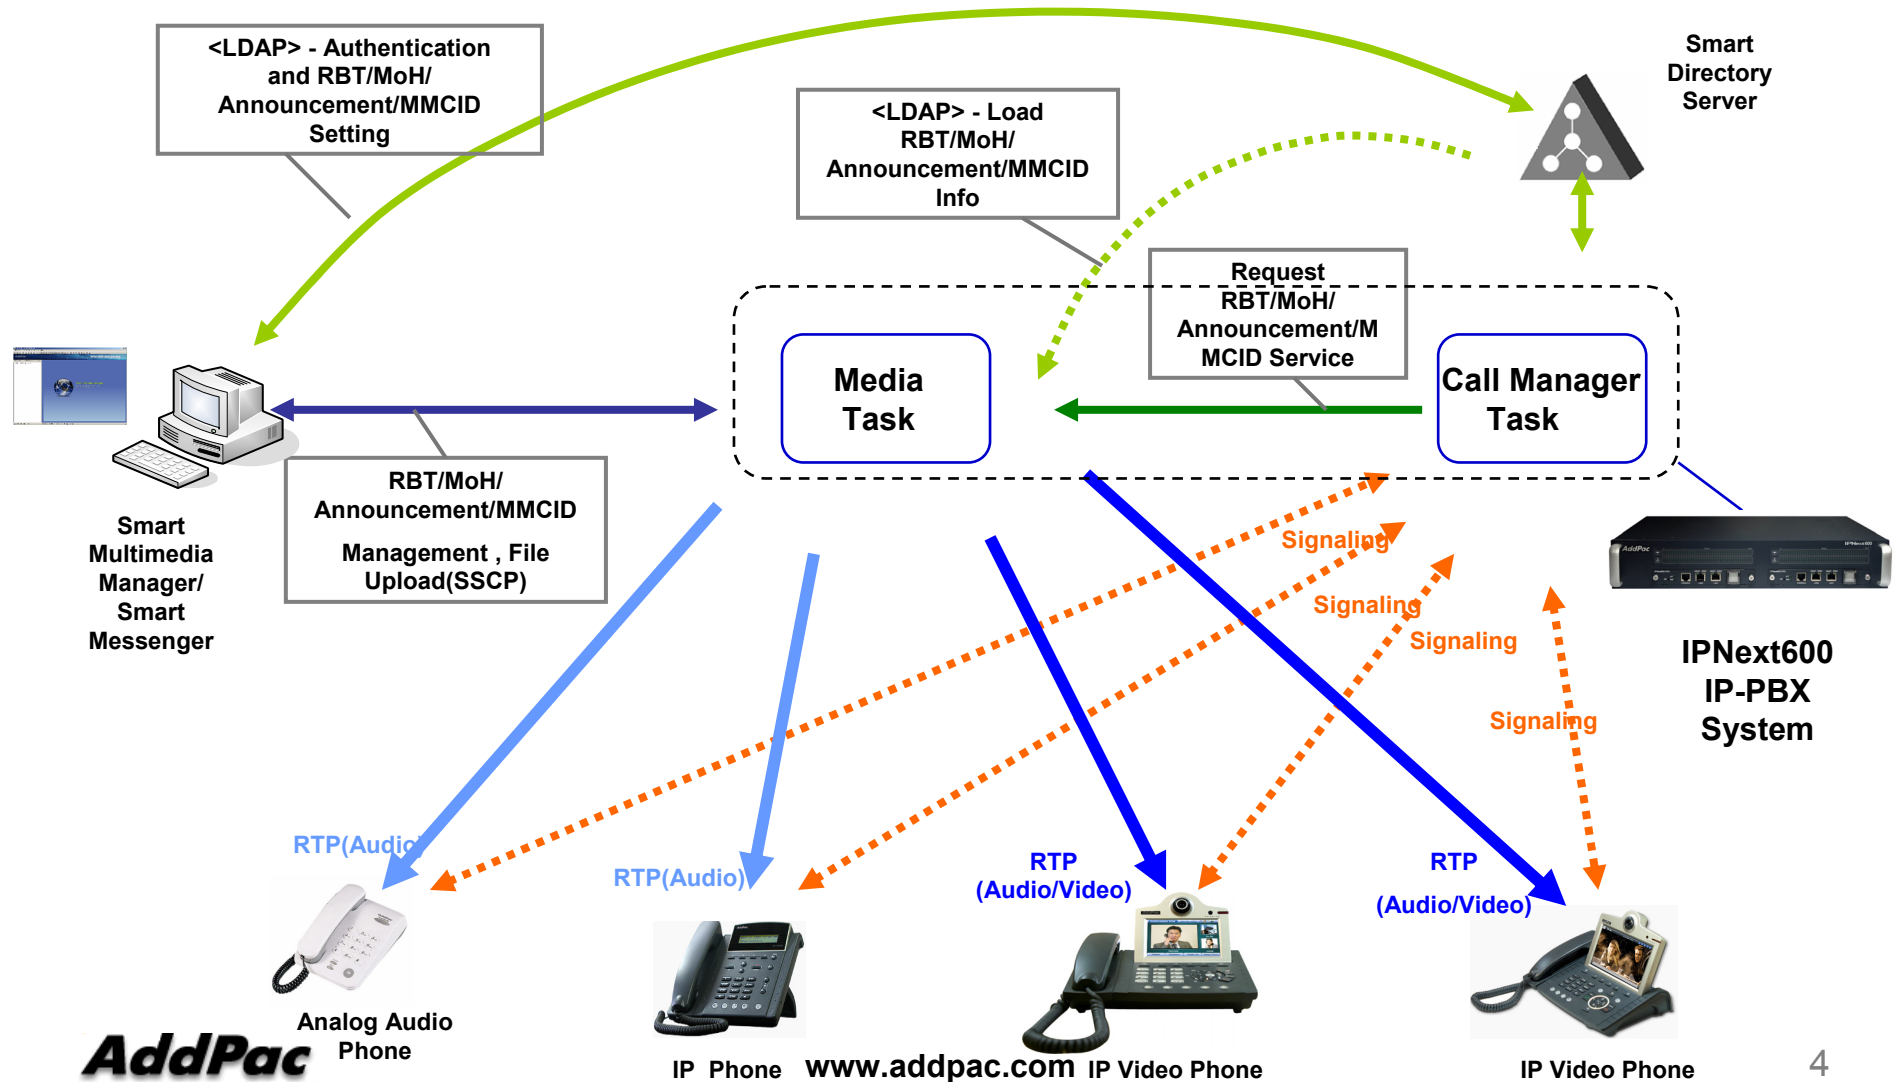 <LDAP> - Authentication
and RBT/MoH/
Announcement/MMCID
Setting
<LDAP> - Load
RBT/MoH/
Announcement/MMCID
Info
Smart
Directory
Server
Request
RBT/MoH/
Announcement/M
MCID Service
Media
Task
Call Manager
Task
RBT/MoH/
Announcement/MMCID
Management , File
Upload(SSCP)
Smart
Multimedia
Manager/
Smart
Messenger
Signaling
Signaling
Signaling
Signaling
AddPac
IPNext600
IPNext600
IP-PBX
System
RTP(Audio)
RTP(Audio)
RTP
(Audio/Video)
RTP
(Audio/Video)
Analog Audio
Phone
IP Phone
IP Video Phone
IP Video Phone
AddPac
www.addpac.com
4